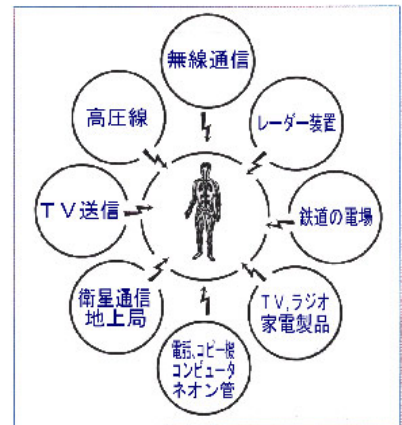 無線通信
レーダー装置
鉄道の電場
TV,ラジオ
家電製品
電話、コピー機
コンピュータ
ネオン管
衛星通信
地上局
TV送信
高圧線